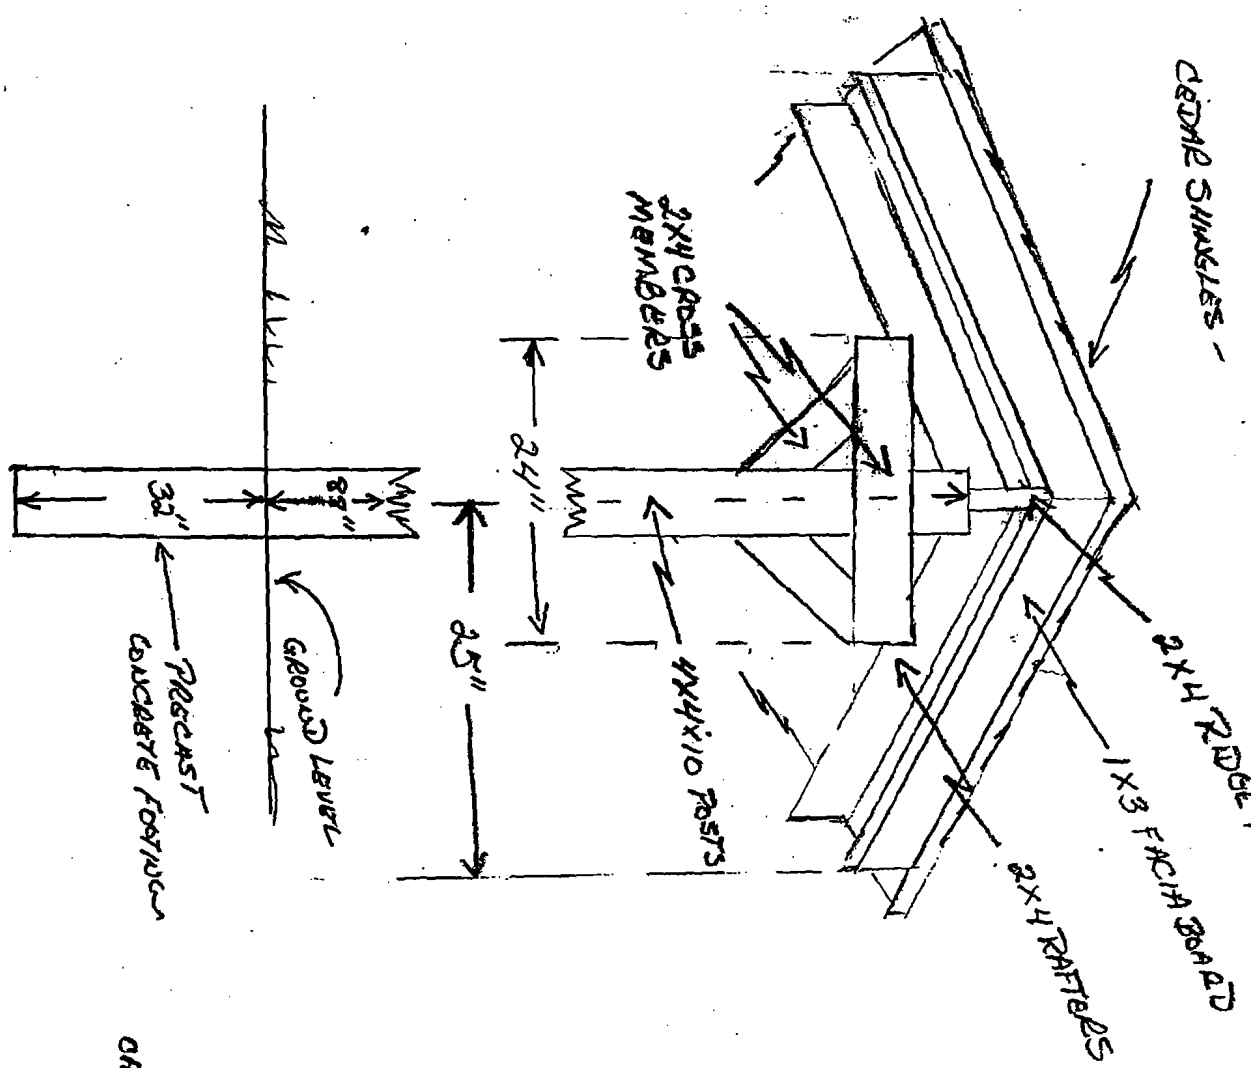 CEDAR SHINGLES -
2X4 RIDGE
1X3 FACIA BOARD
2X4 RAFTERS
2X4 CROSS
MEMBERS
24"
4X4X10 POSTS
25"
32"
GROUND LEVEL
PRECAST
CONCRETE FOOTING